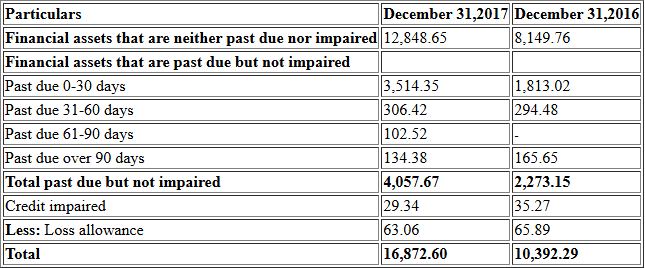 Particulars December 31,2017 December 31,2016
Financial assets that are neither past due nor impaired 12,848.65 8,149.76
Financial assets that are past due but not impaired
Past due 0-30 days 3,514.35 1,813.02
Past due 31-60 days 306.42 294.48
Past due 61-90 days 102.52 -
Past due over 90 days 134.38 165.65
Total past due but not impaired 4,057.67 2,273.15
Credit impaired 29.34 35.27
Less: Loss allowance 63.06 65.89
Total 16,872.60 10,392.29